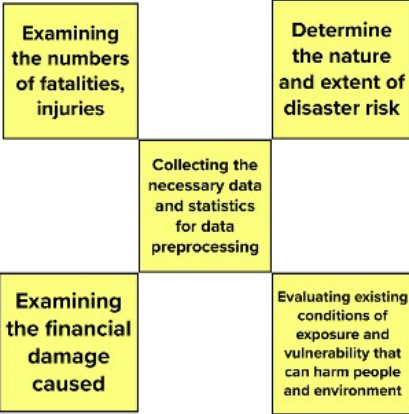 Examining
the numbers
of fatalities,
injuries
Determine
the nature
and extent of
disaster risk
Collecting the
necessary data
and statistics
for data
preprocessing
Examining
the financial
damage
caused
Evaluating existing
conditions of
exposure and
vulnerability that
can harm people
and environment